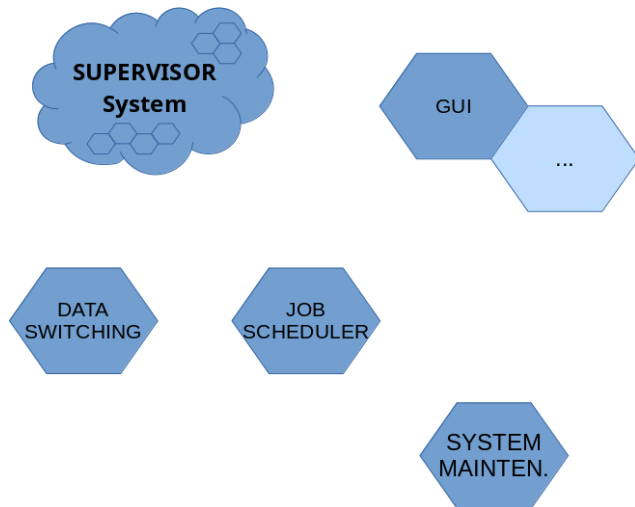 SUPERVISOR
System
GUI
...
DATA
SWITCHING
JOB
SCHEDULER
SYSTEM
MAINTEN.